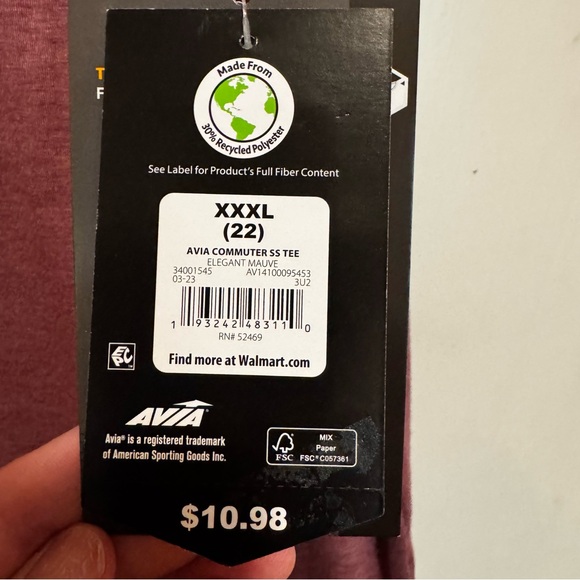 T
F
Made From
30% Recycled Polyester
See Label for Product's Full Fiber Content
XXXL
(22)
AVIA COMMUTER SS TEE
ELEGANT MAUVE
34001545 AV14100095453
03-23 3U2
1 93242 48311 0
RN# 52469
Find more at Walmart.com
EPC™
AVIA
Avia® is a registered trademark
of American Sporting Goods Inc.
FSC
MIX
Paper
FSC® C057361
$10.98